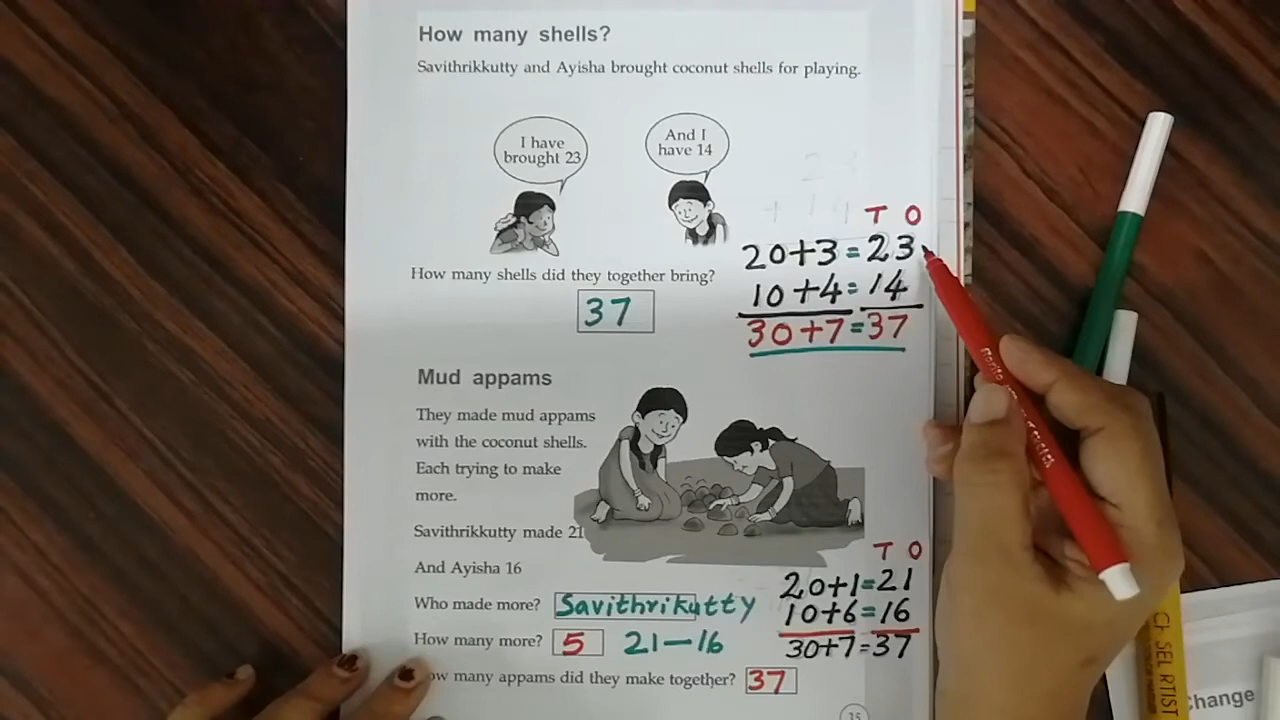 How many shells?
Savithrikkutty and Ayisha brought coconut shells for playing.
I have
brought 23
And I
have 14
T O
20+3=23
10+4=14
30+7=37
How many shells did they together bring?
37
Mud appams
They made mud appams
with the coconut shells.
Each trying to make
more.
Savithrikkutty made 21
And Ayisha 16
T O
20+1=21
10+6=16
30+7=37
Who made more? Savithrikutty
How many more? 5 21-16
ow many appams did they make together? 37
35
Change